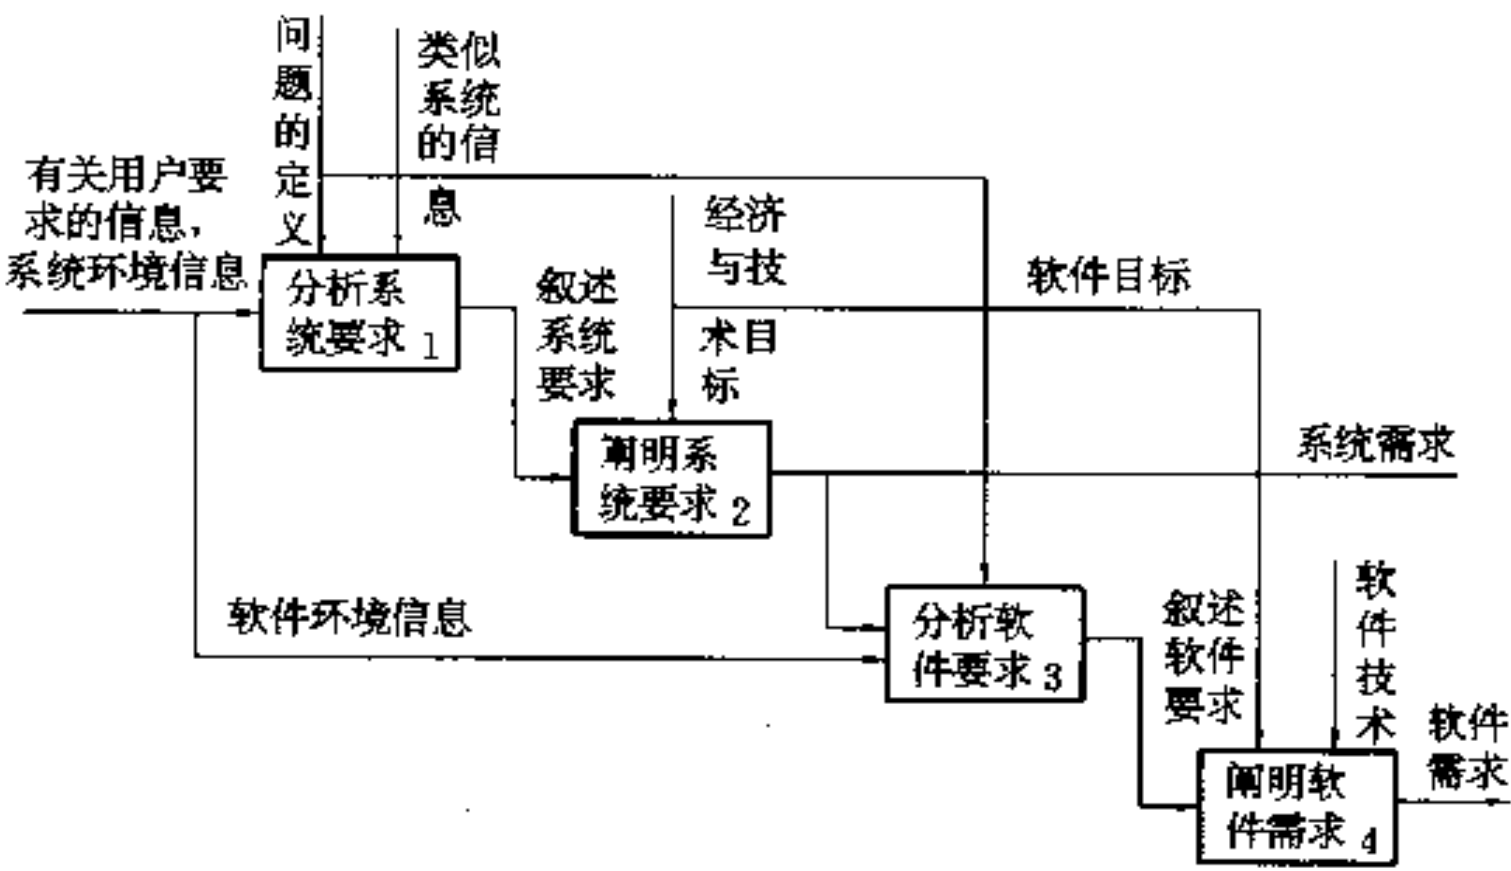 问
题
的
定
义
类似
系统
的信
息
有关用户要
求的信息,
系统环境信息
分析系
统要求 1
叙述
系统
要求
经济
与技
术目
标
软件目标
阐明系
统要求 2
系统需求
软件环境信息
分析软
件要求 3
叙述
软件
要求
软
件
技
术
软件
需求
阐明软
件需求 4